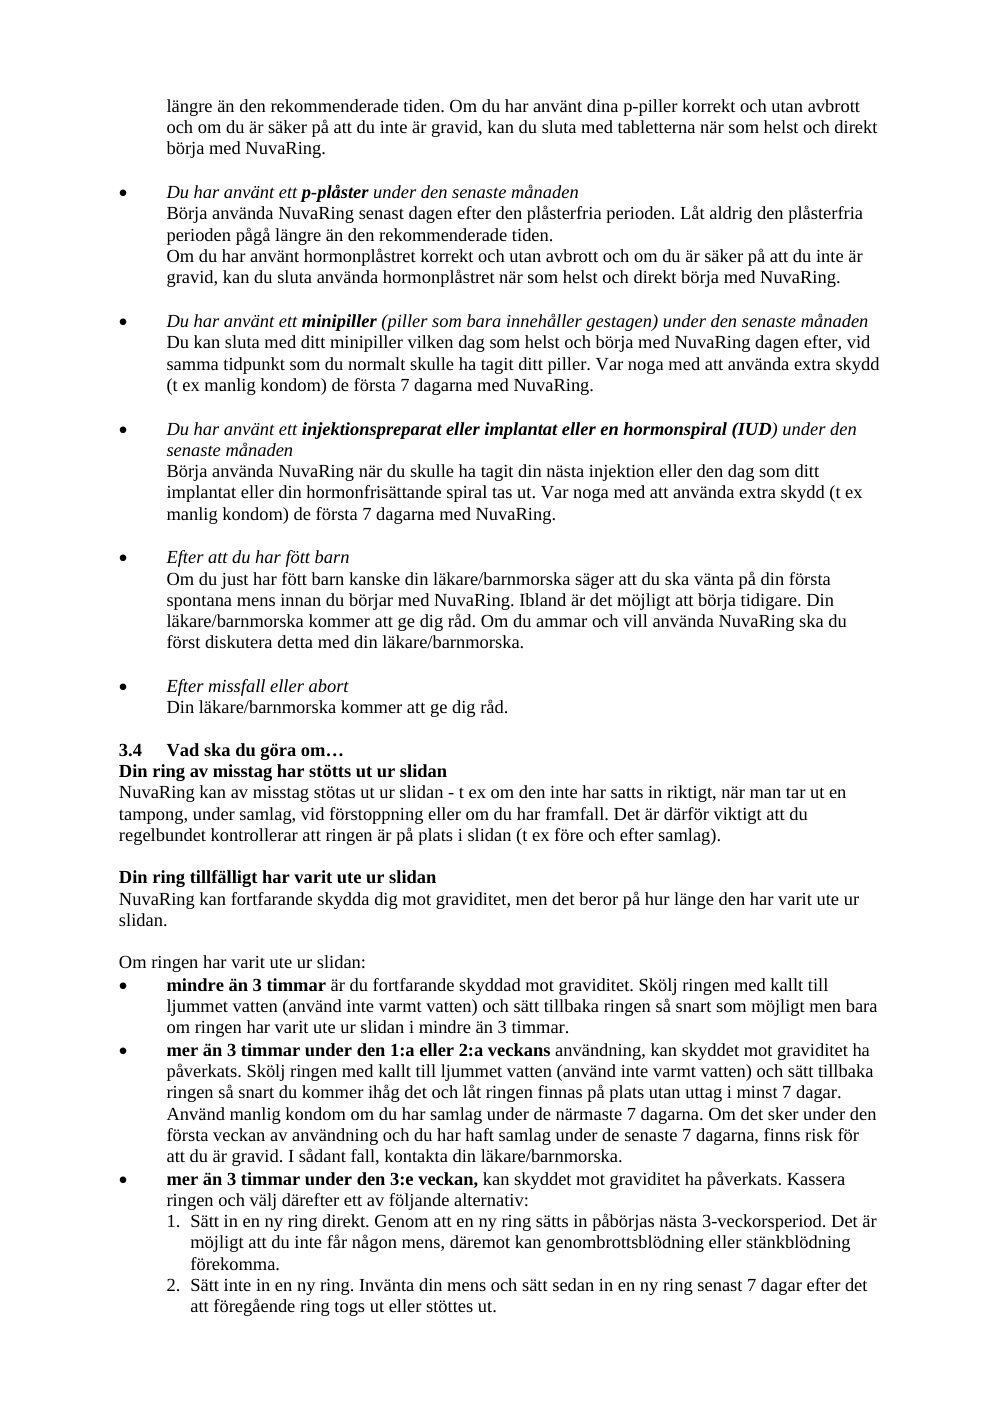 längre än den rekommenderade tiden. Om du har använt dina p-piller korrekt och utan avbrott
och om du är säker på att du inte är gravid, kan du sluta med tabletterna när som helst och direkt
börja med NuvaRing.
• Du har använt ett p-plåster under den senaste månaden
Börja använda NuvaRing senast dagen efter den plåsterfria perioden. Låt aldrig den plåsterfria
perioden pågå längre än den rekommenderade tiden.
Om du har använt hormonplåstret korrekt och utan avbrott och om du är säker på att du inte är
gravid, kan du sluta använda hormonplåstret när som helst och direkt börja med NuvaRing.
• Du har använt ett minipiller (piller som bara innehåller gestagen) under den senaste månaden
Du kan sluta med ditt minipiller vilken dag som helst och börja med NuvaRing dagen efter, vid
samma tidpunkt som du normalt skulle ha tagit ditt piller. Var noga med att använda extra skydd
(t ex manlig kondom) de första 7 dagarna med NuvaRing.
• Du har använt ett injektionspreparat eller implantat eller en hormonspiral (IUD) under den
senaste månaden
Börja använda NuvaRing när du skulle ha tagit din nästa injektion eller den dag som ditt
implantat eller din hormonfrisättande spiral tas ut. Var noga med att använda extra skydd (t ex
manlig kondom) de första 7 dagarna med NuvaRing.
• Efter att du har fött barn
Om du just har fött barn kanske din läkare/barnmorska säger att du ska vänta på din första
spontana mens innan du börjar med NuvaRing. Ibland är det möjligt att börja tidigare. Din
läkare/barnmorska kommer att ge dig råd. Om du ammar och vill använda NuvaRing ska du
först diskutera detta med din läkare/barnmorska.
• Efter missfall eller abort
Din läkare/barnmorska kommer att ge dig råd.
3.4 Vad ska du göra om…
Din ring av misstag har stötts ut ur slidan
NuvaRing kan av misstag stötas ut ur slidan - t ex om den inte har satts in riktigt, när man tar ut en
tampong, under samlag, vid förstoppning eller om du har framfall. Det är därför viktigt att du
regelbundet kontrollerar att ringen är på plats i slidan (t ex före och efter samlag).
Din ring tillfälligt har varit ute ur slidan
NuvaRing kan fortfarande skydda dig mot graviditet, men det beror på hur länge den har varit ute ur
slidan.
Om ringen har varit ute ur slidan:
• mindre än 3 timmar är du fortfarande skyddad mot graviditet. Skölj ringen med kallt till
ljummet vatten (använd inte varmt vatten) och sätt tillbaka ringen så snart som möjligt men bara
om ringen har varit ute ur slidan i mindre än 3 timmar.
• mer än 3 timmar under den 1:a eller 2:a veckans användning, kan skyddet mot graviditet ha
påverkats. Skölj ringen med kallt till ljummet vatten (använd inte varmt vatten) och sätt tillbaka
ringen så snart du kommer ihåg det och låt ringen finnas på plats utan uttag i minst 7 dagar.
Använd manlig kondom om du har samlag under de närmaste 7 dagarna. Om det sker under den
första veckan av användning och du har haft samlag under de senaste 7 dagarna, finns risk för
att du är gravid. I sådant fall, kontakta din läkare/barnmorska.
• mer än 3 timmar under den 3:e veckan, kan skyddet mot graviditet ha påverkats. Kassera
ringen och välj därefter ett av följande alternativ:
1. Sätt in en ny ring direkt. Genom att en ny ring sätts in påbörjas nästa 3-veckorsperiod. Det är
möjligt att du inte får någon mens, däremot kan genombrottsblödning eller stänkblödning
förekomma.
2. Sätt inte in en ny ring. Invänta din mens och sätt sedan in en ny ring senast 7 dagar efter det
att föregående ring togs ut eller stöttes ut.